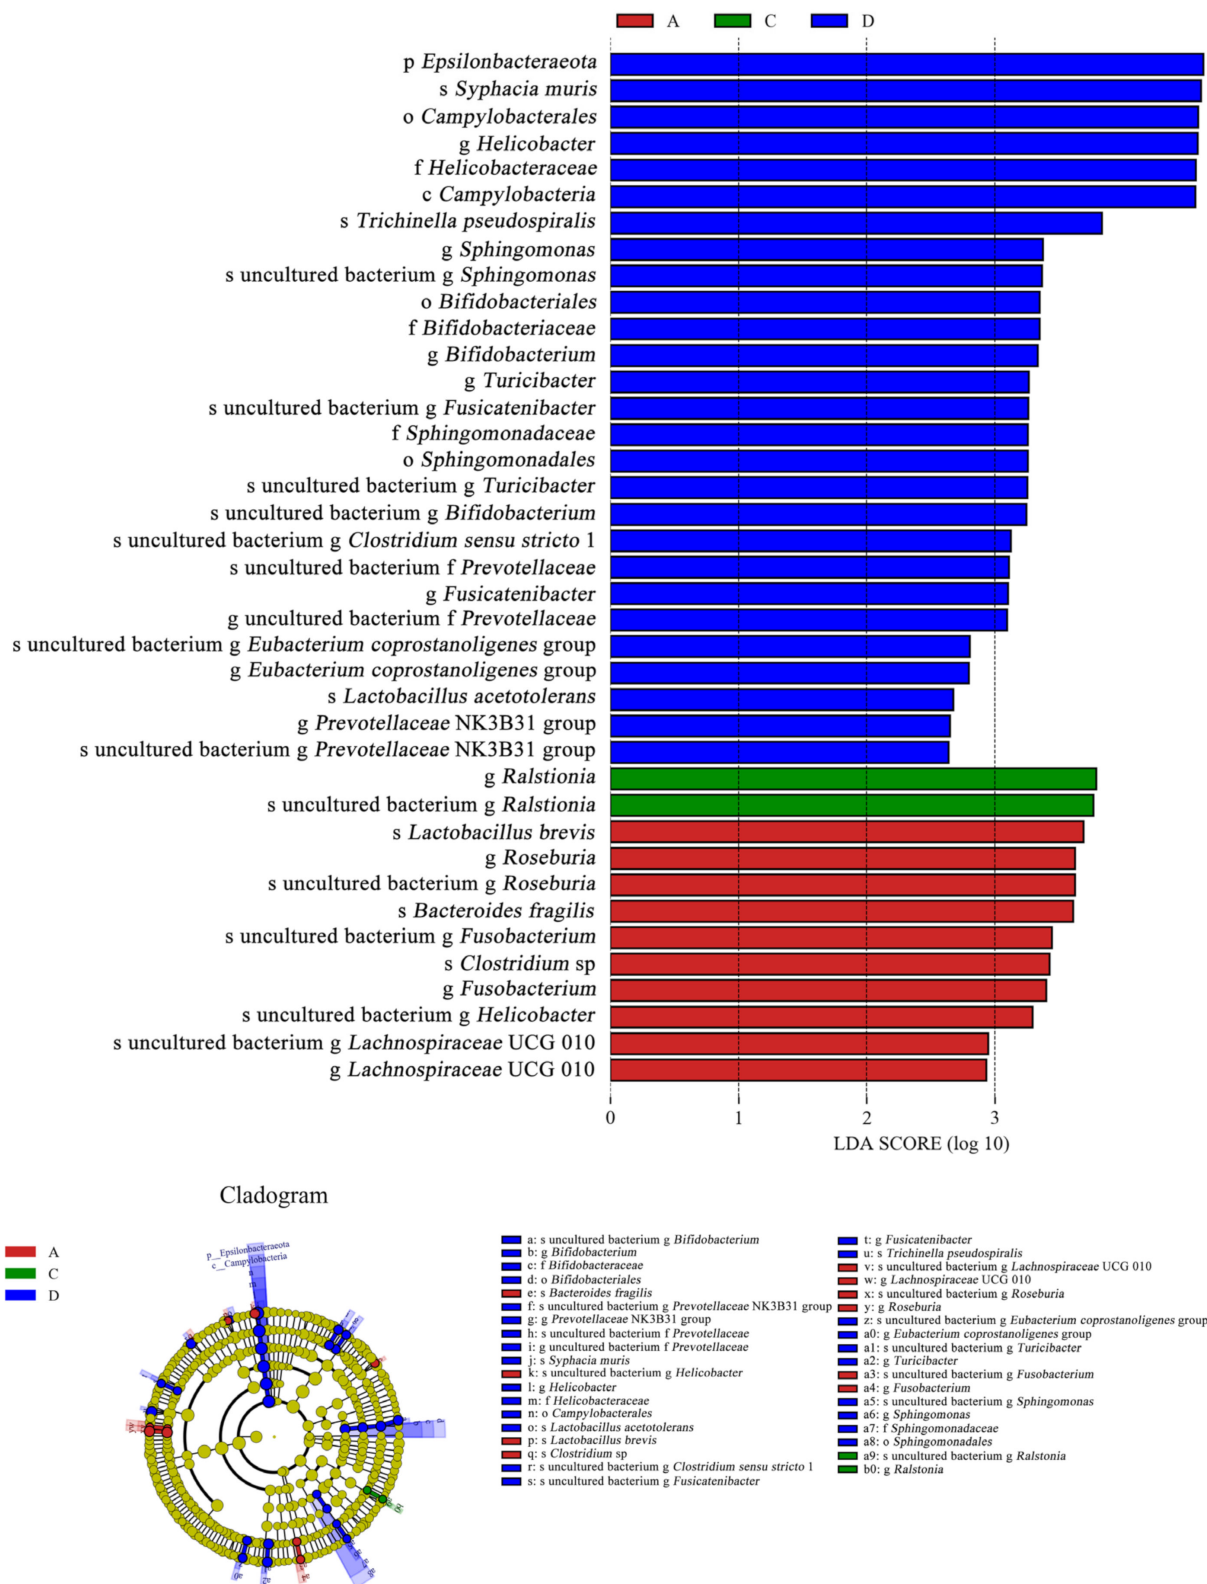 A C D
p Epsilonbacteraeota
s Syphacia muris
o Campylobacterales
g Helicobacter
f Helicobacteraceae
c Campylobacteria
s Trichinella pseudospiralis
g Sphingomonas
s uncultured bacterium g Sphingomonas
o Bifidobacteriales
f Bifidobacteriaceae
g Bifidobacterium
g Turicibacter
s uncultured bacterium g Fusicatenibacter
f Sphingomonadaceae
o Sphingomonadales
s uncultured bacterium g Turicibacter
s uncultured bacterium g Bifidobacterium
s uncultured bacterium g Clostridium sensu stricto 1
s uncultured bacterium f Prevotellaceae
g Fusicatenibacter
g uncultured bacterium f Prevotellaceae
s uncultured bacterium g Eubacterium coprostanoligenes group
g Eubacterium coprostanoligenes group
s Lactobacillus acetotolerans
g Prevotellaceae NK3B31 group
s uncultured bacterium g Prevotellaceae NK3B31 group
g Ralstionia
s uncultured bacterium g Ralstionia
s Lactobacillus brevis
g Roseburia
s uncultured bacterium g Roseburia
s Bacteroides fragilis
s uncultured bacterium g Fusobacterium
s Clostridium sp
g Fusobacterium
s uncultured bacterium g Helicobacter
s uncultured bacterium g Lachnospiraceae UCG 010
g Lachnospiraceae UCG 010
0 1 2 3
LDA SCORE (log 10)
Cladogram
A
C
D
p__Epsilonbacteraeota
c__Campylobacteria
n
m
a: s uncultured bacterium g Bifidobacterium
b: g Bifidobacterium
c: f Bifidobacteraceae
d: o Bifidobacteriales
e: s Bacteroides fragilis
f: s uncultured bacterium g Prevotellaceae NK3B31 group
g: g Prevotellaceae NK3B31 group
h: s uncultured bacterium f Prevotellaceae
i: g uncultured bacterium f Prevotellaceae
j: s Syphacia muris
k: s uncultured bacterium g Helicobacter
l: g Helicobacter
m: f Helicobacteraceae
n: o Campylobacterales
o: s Lactobacillus acetotolerans
p: s Lactobacillus brevis
q: s Clostridium sp
r: s uncultured bacterium g Clostridium sensu stricto 1
s: s uncultured bacterium g Fusicatenibacter
t: g Fusicatenibacter
u: s Trichinella pseudospiralis
v: s uncultured bacterium g Lachnospiraceae UCG 010
w: g Lachnospiraceae UCG 010
x: s uncultured bacterium g Roseburia
y: g Roseburia
z: s uncultured bacterium g Eubacterium coprostanoligenes group
a0: g Eubacterium coprostanoligenes group
a1: s uncultured bacterium g Turicibacter
a2: g Turicibacter
a3: s uncultured bacterium g Fusobacterium
a4: g Fusobacterium
a5: s uncultured bacterium g Sphingomonas
a6: g Sphingomonas
a7: f Sphingomonadaceae
a8: o Sphingomonadales
a9: s uncultured bacterium g Ralstonia
b0: g Ralstonia